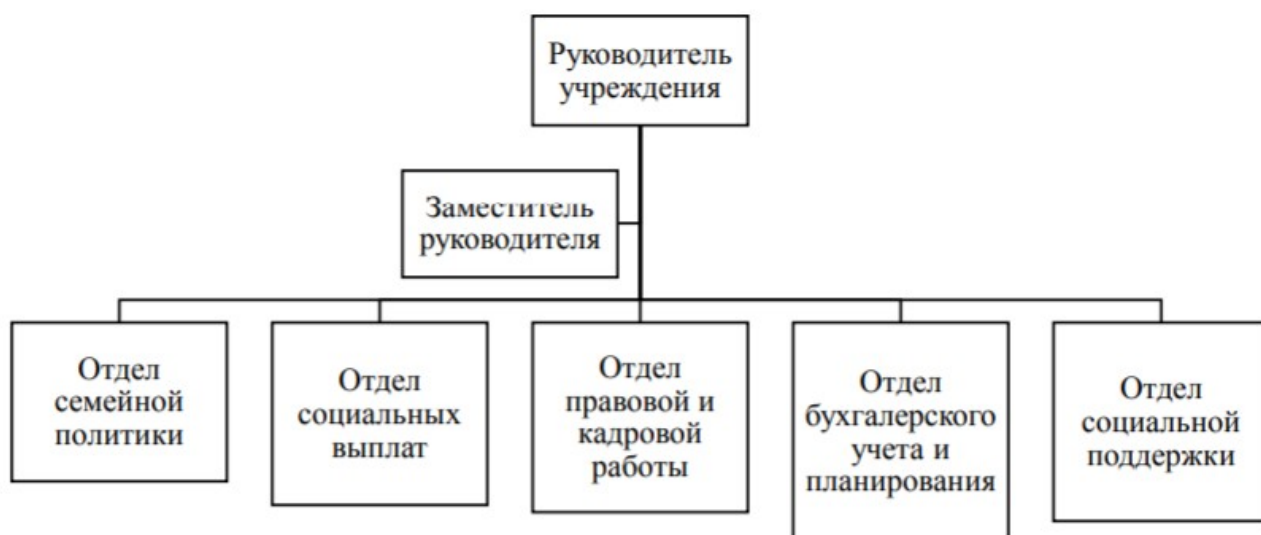 Руководитель
учреждения
Заместитель
руководителя
Отдел
семейной
политики
Отдел
социальных
выплат
Отдел
правовой и
кадровой
работы
Отдел
бухгалерского
учета и
планирования
Отдел
социальной
поддержки